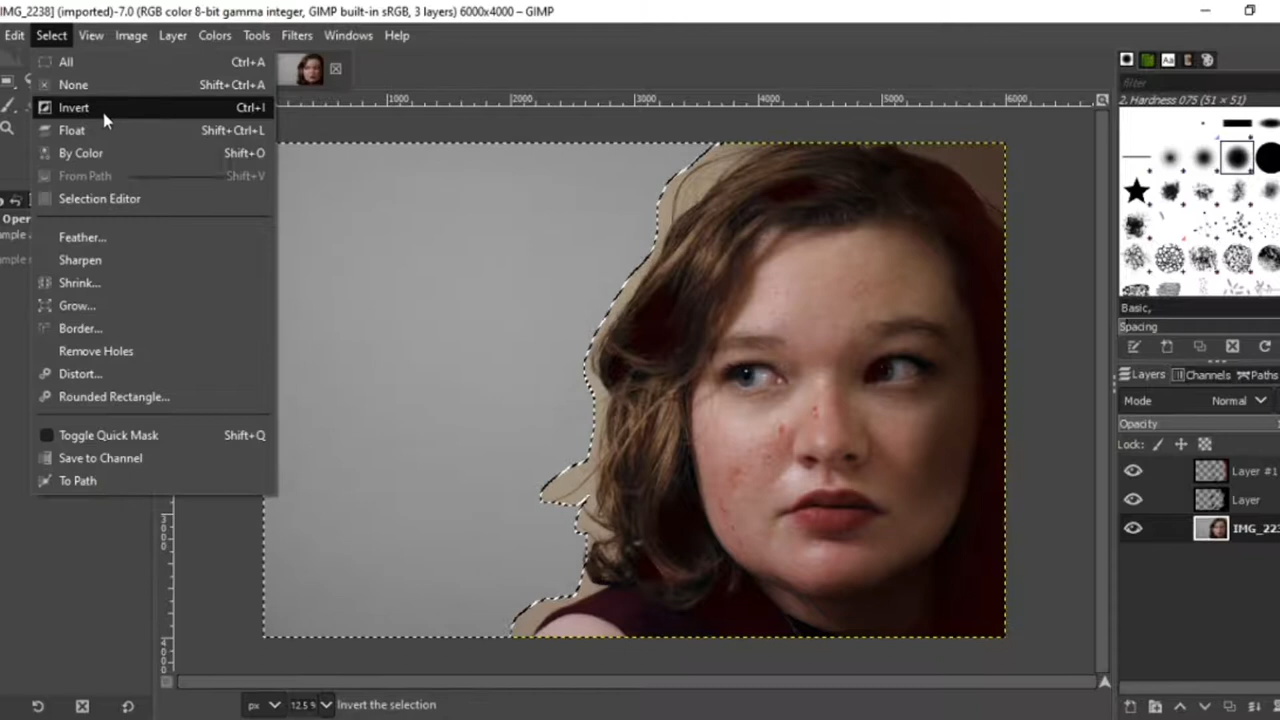 IMG_2238] (imported)-7.0 (RGB color 8-bit gamma integer, GIMP built-in sRGB, 3 layers) 6000x4000 – GIMP
Edit Select View Image Layer Colors Tools Filters Windows Help
All Ctrl+A
None Shift+Ctrl+A
Invert Ctrl+I
Float Shift+Ctrl+L
By Color Shift+O
From Path Shift+V
Selection Editor
Feather...
Sharpen
Shrink...
Grow...
Border...
Remove Holes
Distort...
Rounded Rectangle...
Toggle Quick Mask Shift+Q
Save to Channel
To Path
1000 2000 3000 4000 5000 6000
filter
2. Hardness 075 (51 × 51)
Basic,
Spacing
Layers Channels Paths
Mode Normal
Opacity
Lock:
Layer #1
Layer
IMG_223
px 12.5 % Invert the selection